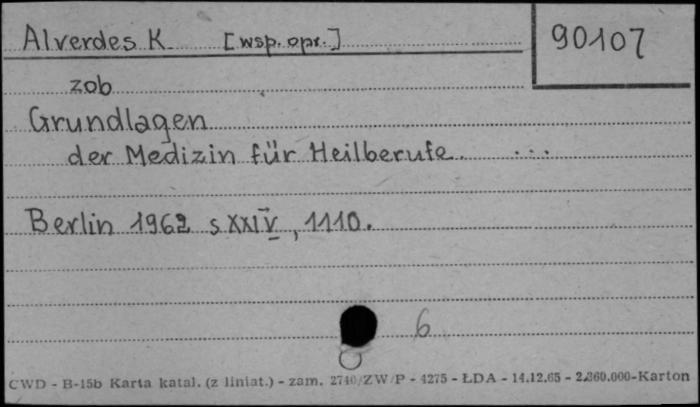 Alverdes K. [wsp. opr.]
90107
zob
Grundlagen
der Medizin für Heilberufe. ...
Berlin 1962 s XXIV, 1110.
6
CWD - B-15b Karta katal. (z liniat.) - zam. 2740/ZW/P - 4275 - ŁDA - 14.12.65 - 2.360.000-Karton